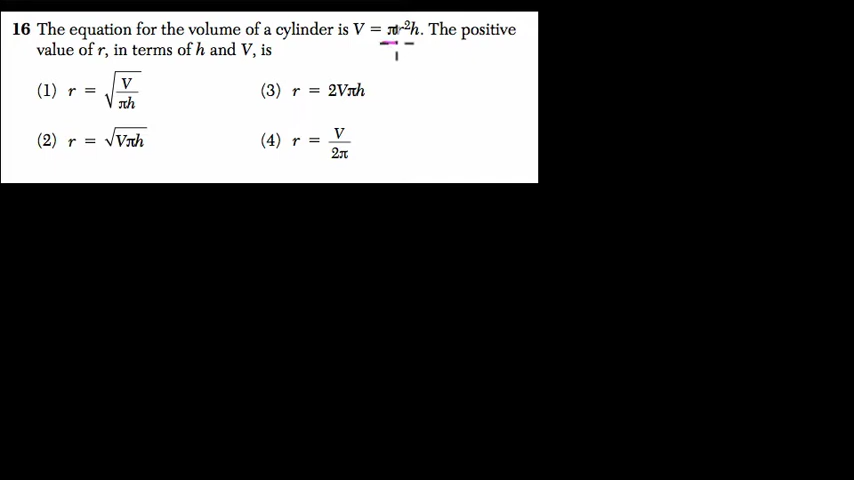 16 The equation for the volume of a cylinder is V = πr²h. The positive
value of r, in terms of h and V, is
(1) r = √(V/πh) (3) r = 2Vπh
(2) r = √(Vπh) (4) r = V/2π